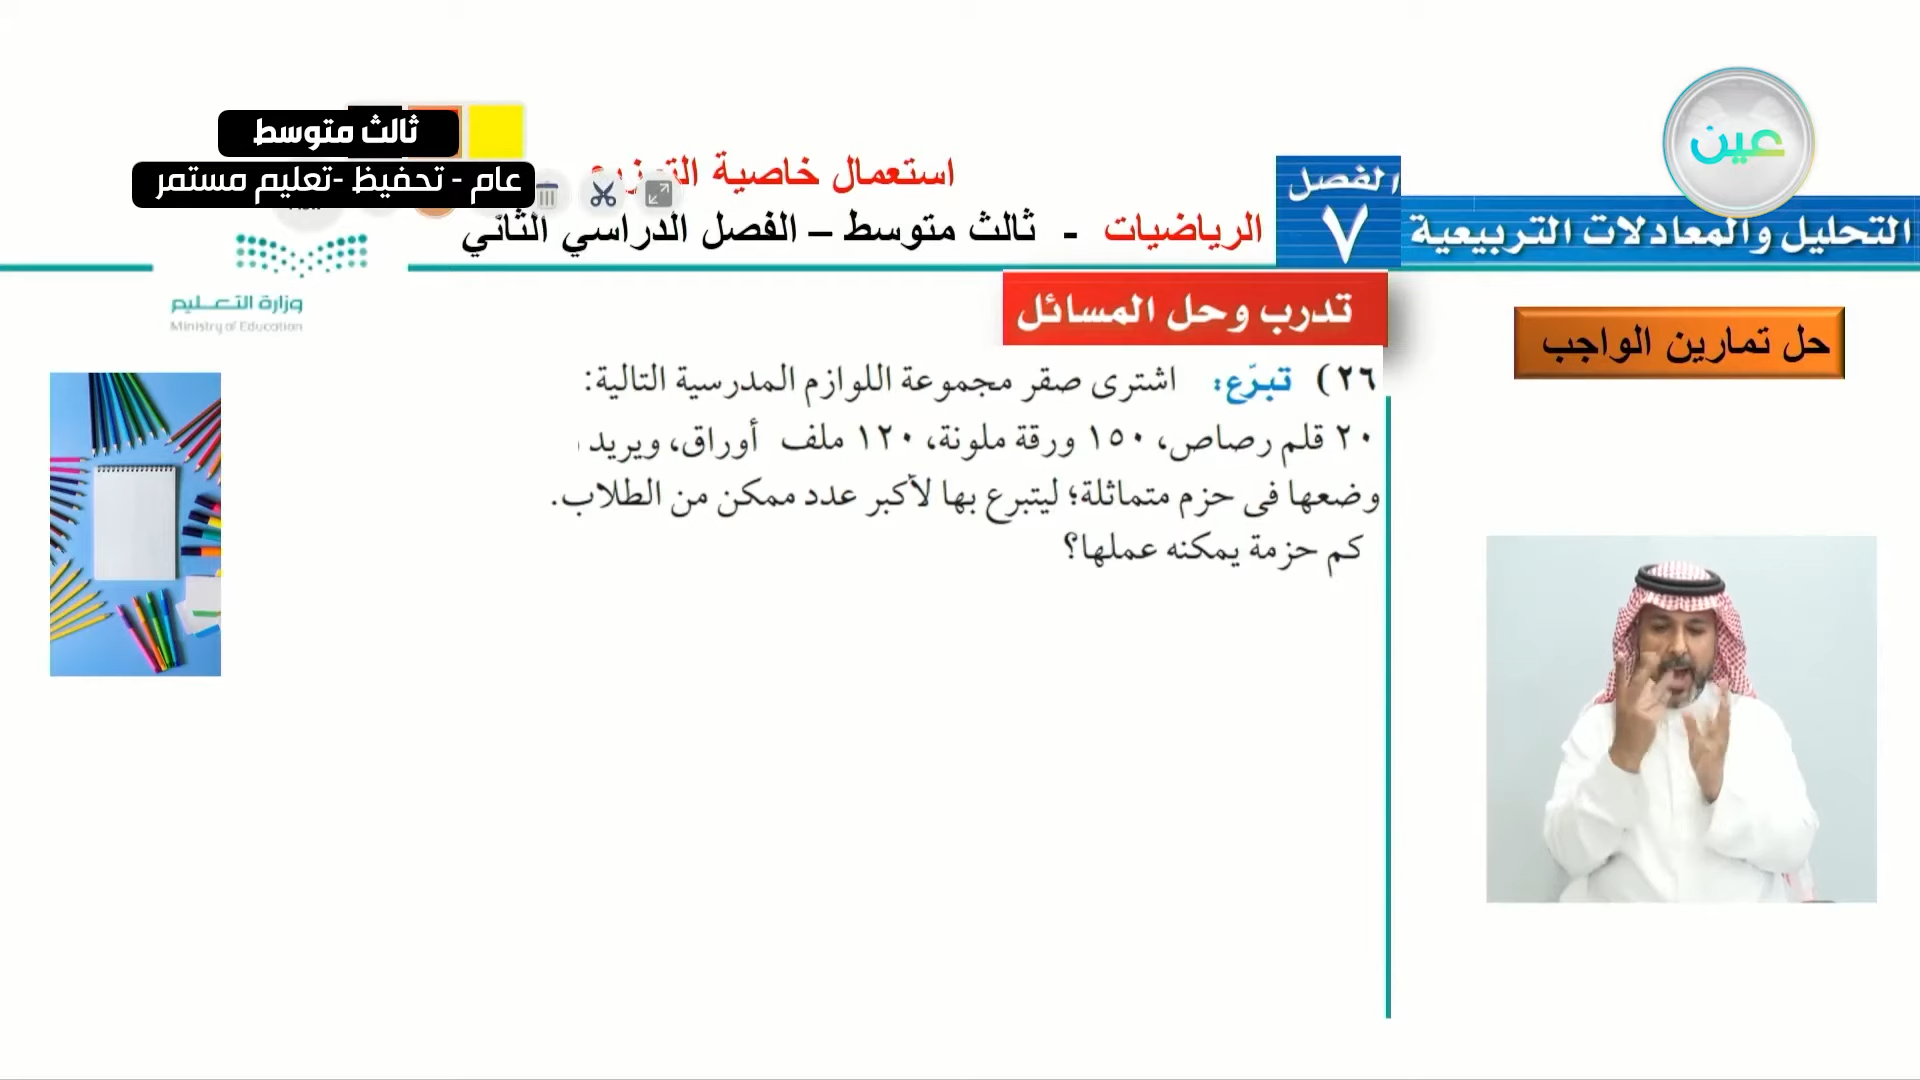 عين
ثالث متوسط
عام - تحفيظ -تعليم مستمر
استعمال خاصية
الرياضيات - ثالث متوسط – الفصل الدراسي الثاني
الفصل
٧
التحليل والمعادلات التربيعية
وزارة التعليم
Ministry of Education
تدرب وحل المسائل
حل تمارين الواجب
٢٦) تبرّع: اشترى صقر مجموعة اللوازم المدرسية التالية:
٢٠ قلم رصاص، ١٥٠ ورقة ملونة، ١٢٠ ملف أوراق، ويريد
وضعها في حزم متماثلة؛ ليتبرع بها لأكبر عدد ممكن من الطلاب.
كم حزمة يمكنه عملها؟